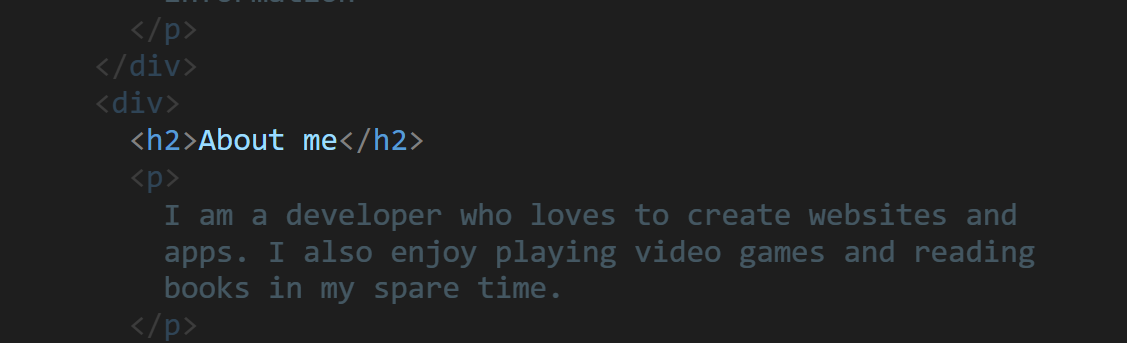 </p>
</div>
<div>
<h2>About me</h2>
<p>
I am a developer who loves to create websites and
apps. I also enjoy playing video games and reading
books in my spare time.
</p>